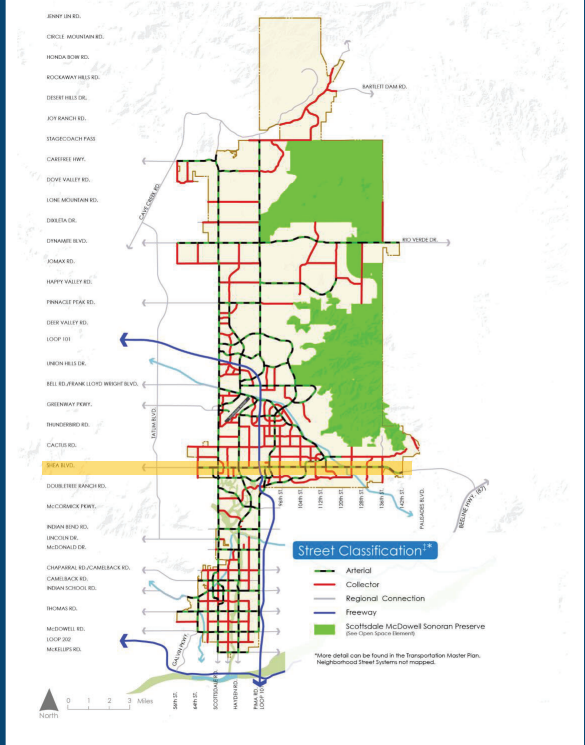 JENNY LIN RD.
CIRCLE MOUNTAIN RD.
HONDA BOW RD.
ROCKAWAY HILLS RD.
DESERT HILLS DR.
BARTLETT DAM RD.
JOY RANCH RD.
STAGECOACH PASS
CAREFREE HWY.
DOVE VALLEY RD.
LONE MOUNTAIN RD.
CAVE CREEK RD.
DIXILETA DR.
DYNAMITE BLVD.
RIO VERDE DR.
JOMAX RD.
HAPPY VALLEY RD.
PINNACLE PEAK RD.
DEER VALLEY RD.
LOOP 101
UNION HILLS DR.
BELL RD./FRANK LLOYD WRIGHT BLVD.
GREENWAY PKWY.
TATUM BLVD.
THUNDERBIRD RD.
CACTUS RD.
SHEA BLVD.
DOUBLETREE RANCH RD.
96th ST.
104th ST.
112th ST.
120th ST.
128th ST.
136th ST.
142th ST.
PALISADES BLVD.
BEELINE HWY. (87)
McCORMICK PKWY.
INDIAN BEND RD.
LINCOLN DR.
McDONALD DR.
Street Classification‡*
CHAPARRAL RD./CAMELBACK RD.
CAMELBACK RD.
INDIAN SCHOOL RD.
THOMAS RD.
McDOWELL RD.
LOOP 202
McKELLIPS RD.
Arterial
Collector
Regional Connection
Freeway
Scottsdale McDowell Sonoran Preserve
(See Open Space Element)
*More detail can be found in the Transportation Master Plan.
Neighborhood Street Systems not mapped.
GALVIN PKWY.
56th ST.
64th ST.
SCOTTSDALE RD.
HAYDEN RD.
PIMA RD.
LOOP 101
North
0 1 2 3 Miles